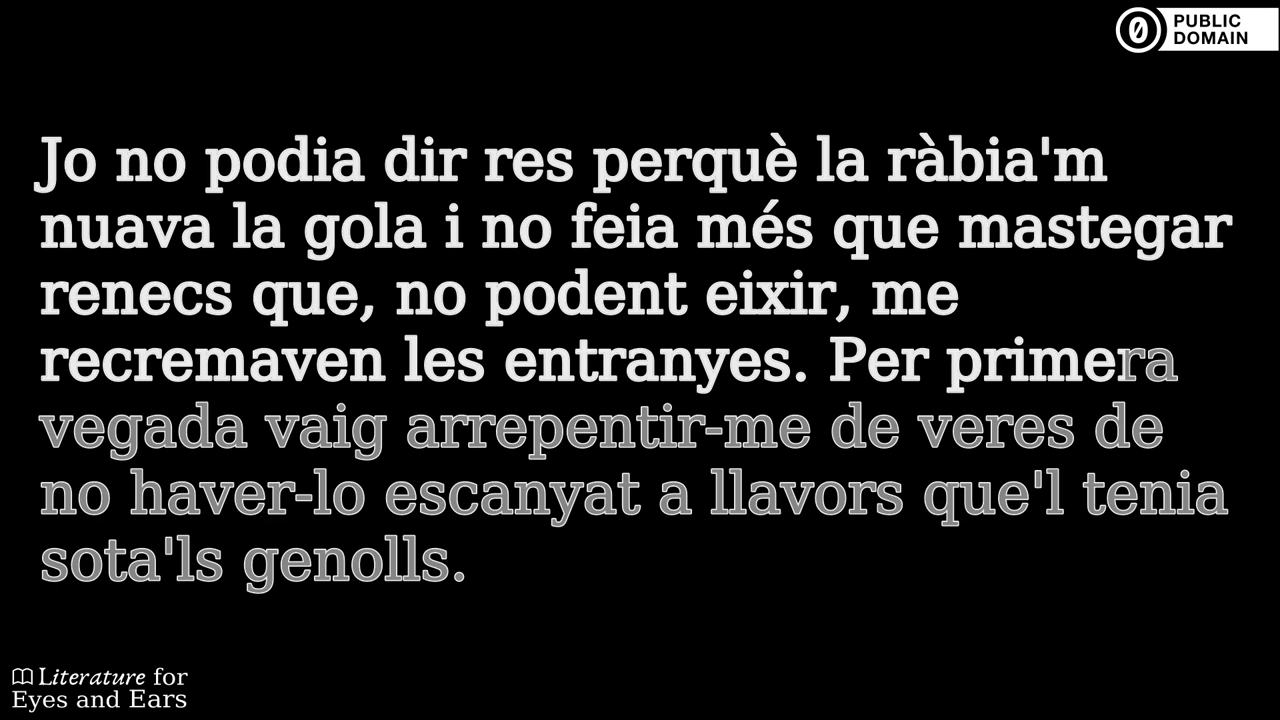 PUBLIC
DOMAIN
Jo no podia dir res perquè la ràbia'm
nuava la gola i no feia més que mastegar
renecs que, no podent eixir, me
recremaven les entranyes. Per primera
vegada vaig arrepentir-me de veres de
no haver-lo escanyat a llavors que'l tenia
sota'ls genolls.
Literature for
Eyes and Ears